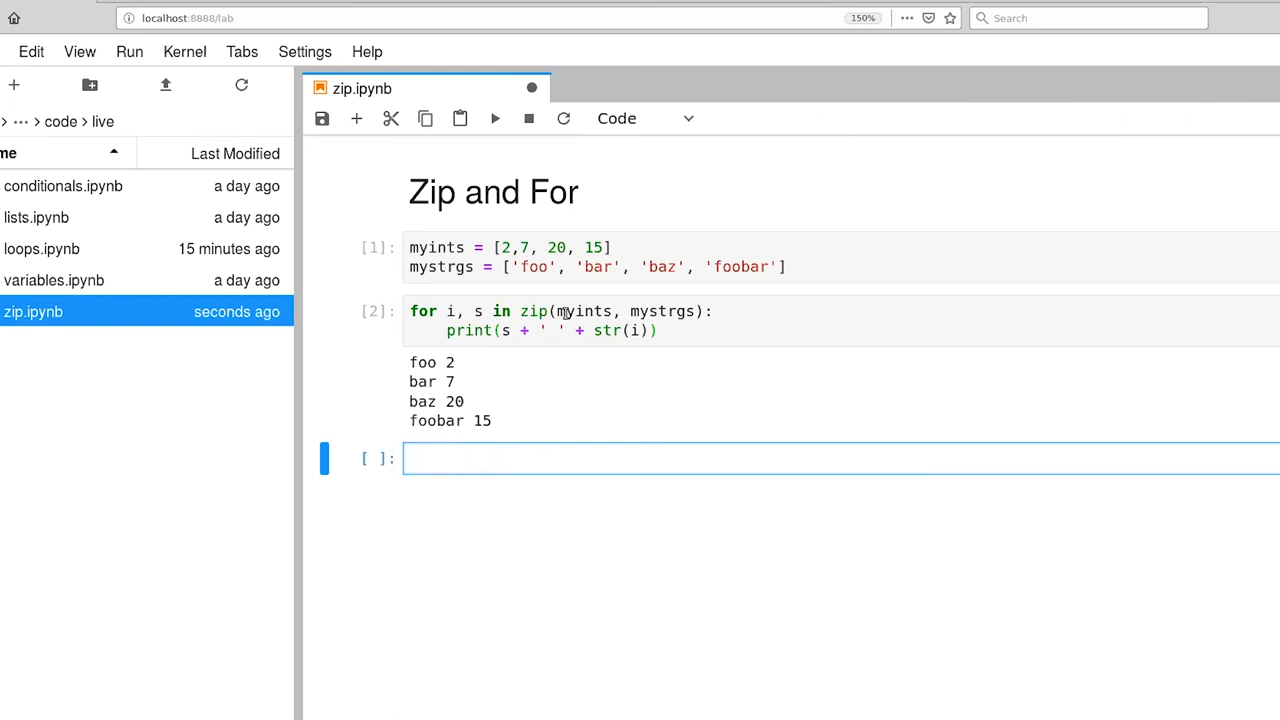 localhost:8888/lab
150%
Search
Edit View Run Kernel Tabs Settings Help
zip.ipynb
Code
code live
me Last Modified
conditionals.ipynb a day ago
lists.ipynb a day ago
loops.ipynb 15 minutes ago
variables.ipynb a day ago
zip.ipynb seconds ago
Zip and For
[1]: myints = [2,7, 20, 15]
mystrgs = ['foo', 'bar', 'baz', 'foobar']
[2]: for i, s in zip(myints, mystrgs):
print(s + ' ' + str(i))
foo 2
bar 7
baz 20
foobar 15
[ ]: